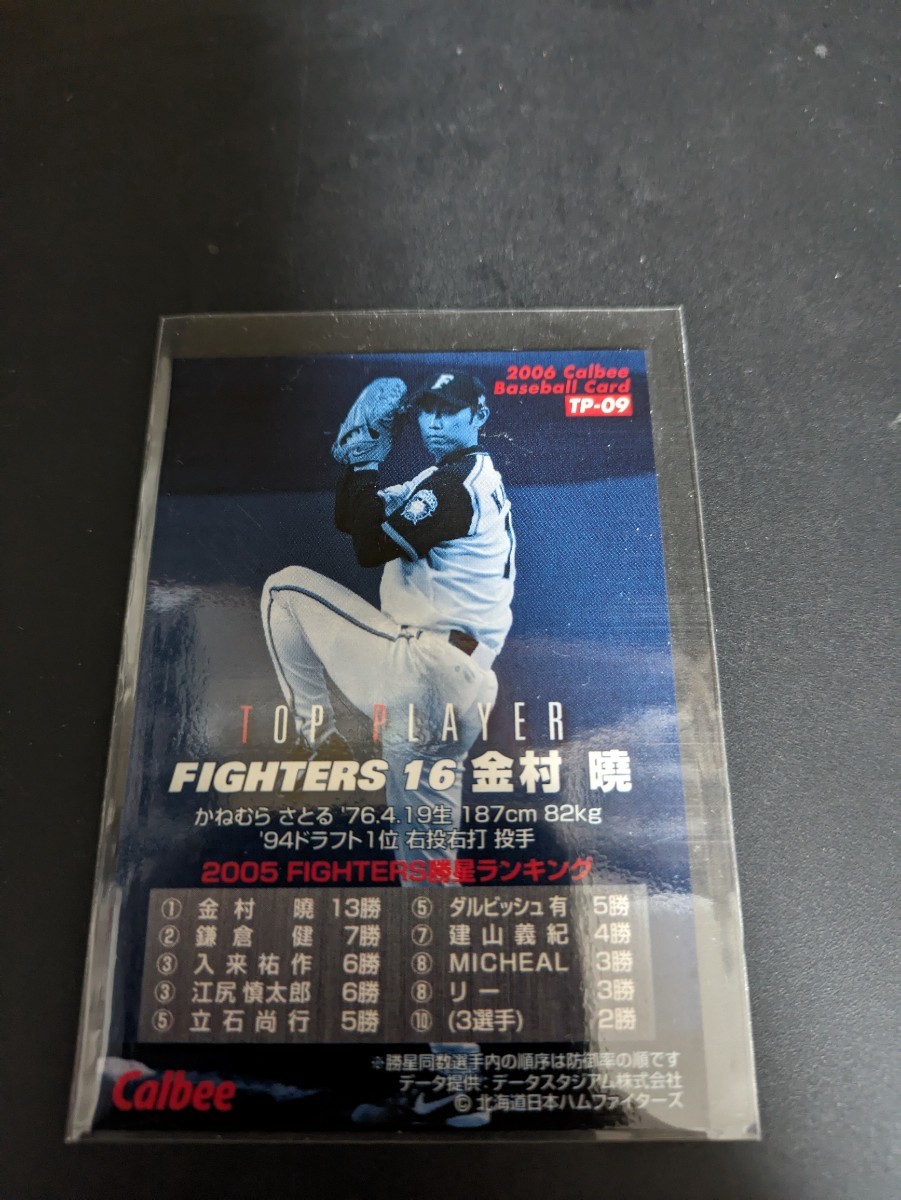 2006 Calbee
Baseball Card
TP-09
F
TOP PLAYER
FIGHTERS 16 金村 曉
かねむら さとる '76.4.19生 187cm 82kg
'94ドラフト1位 右投右打 投手
2005 FIGHTERS勝星ランキング
① 金村 曉 13勝
② 鎌倉 健 7勝
③ 入来祐作 6勝
③ 江尻慎太郎 6勝
⑤ 立石尚行 5勝
⑤ ダルビッシュ有 5勝
⑦ 建山義紀 4勝
⑧ MICHEAL 3勝
⑧ リー 3勝
⑩ (3選手) 2勝
※勝星同数選手内の順序は防御率の順です
データ提供:データスタジアム株式会社
© 北海道日本ハムファイターズ
Calbee